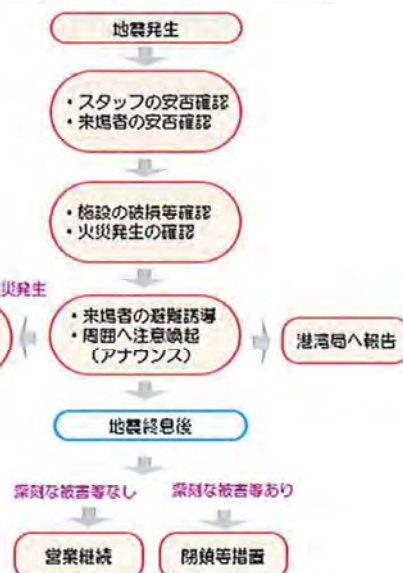 地震発生
・スタッフの安否確認
・来場者の安否確認
・施設の破損等確認
・火災発生の確認
災発生
・来場者の避難誘導
・周囲へ注意喚起
（アナウンス）
港湾局へ報告
地震終息後
深刻な被害等なし
深刻な被害等あり
営業継続
閉鎖等措置